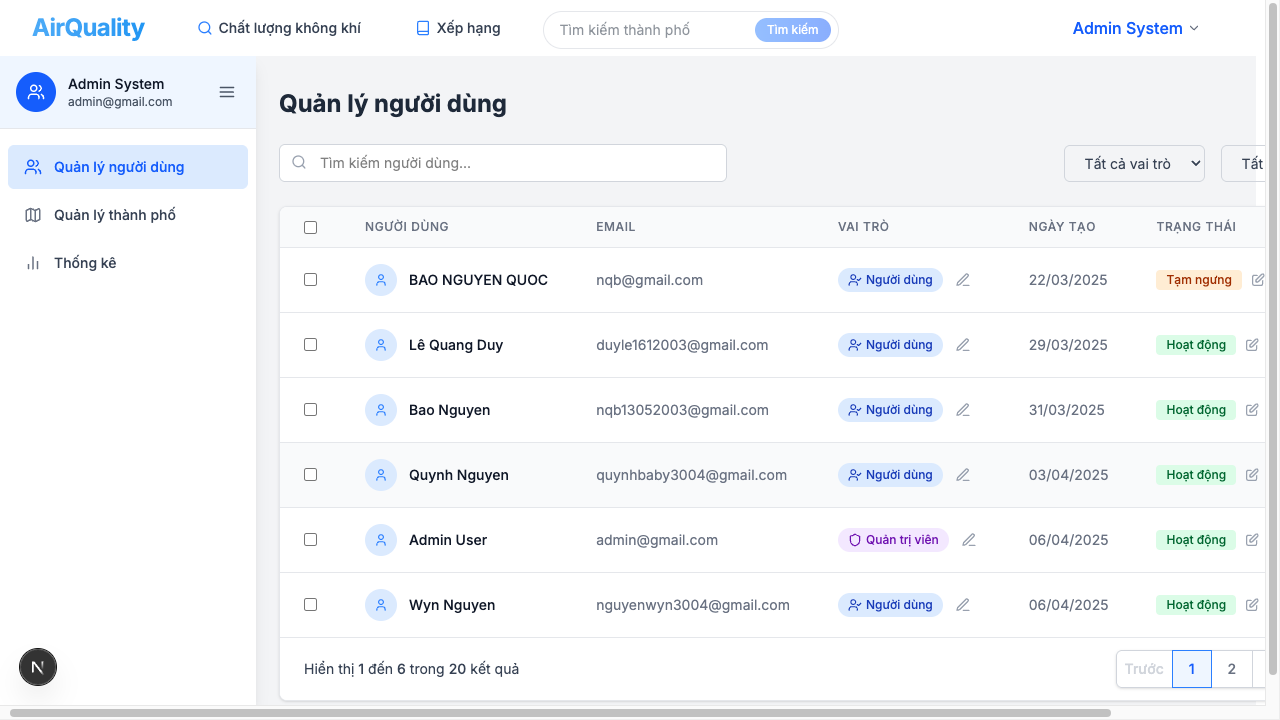 AirQuality
Chất lượng không khí
Xếp hạng
Tìm kiếm thành phố
Tìm kiếm
Admin System
Admin System
admin@gmail.com
Quản lý người dùng
Quản lý thành phố
Thống kê
N
Quản lý người dùng
Tìm kiếm người dùng...
Tất cả vai trò
Tất
NGƯỜI DÙNG EMAIL VAI TRÒ NGÀY TẠO TRẠNG THÁI
BAO NGUYEN QUOC nqb@gmail.com Người dùng 22/03/2025 Tạm ngưng
Lê Quang Duy duyle1612003@gmail.com Người dùng 29/03/2025 Hoạt động
Bao Nguyen nqb13052003@gmail.com Người dùng 31/03/2025 Hoạt động
Quynh Nguyen quynhbaby3004@gmail.com Người dùng 03/04/2025 Hoạt động
Admin User admin@gmail.com Quản trị viên 06/04/2025 Hoạt động
Wyn Nguyen nguyenwyn3004@gmail.com Người dùng 06/04/2025 Hoạt động
Hiển thị 1 đến 6 trong 20 kết quả
Trước 1 2